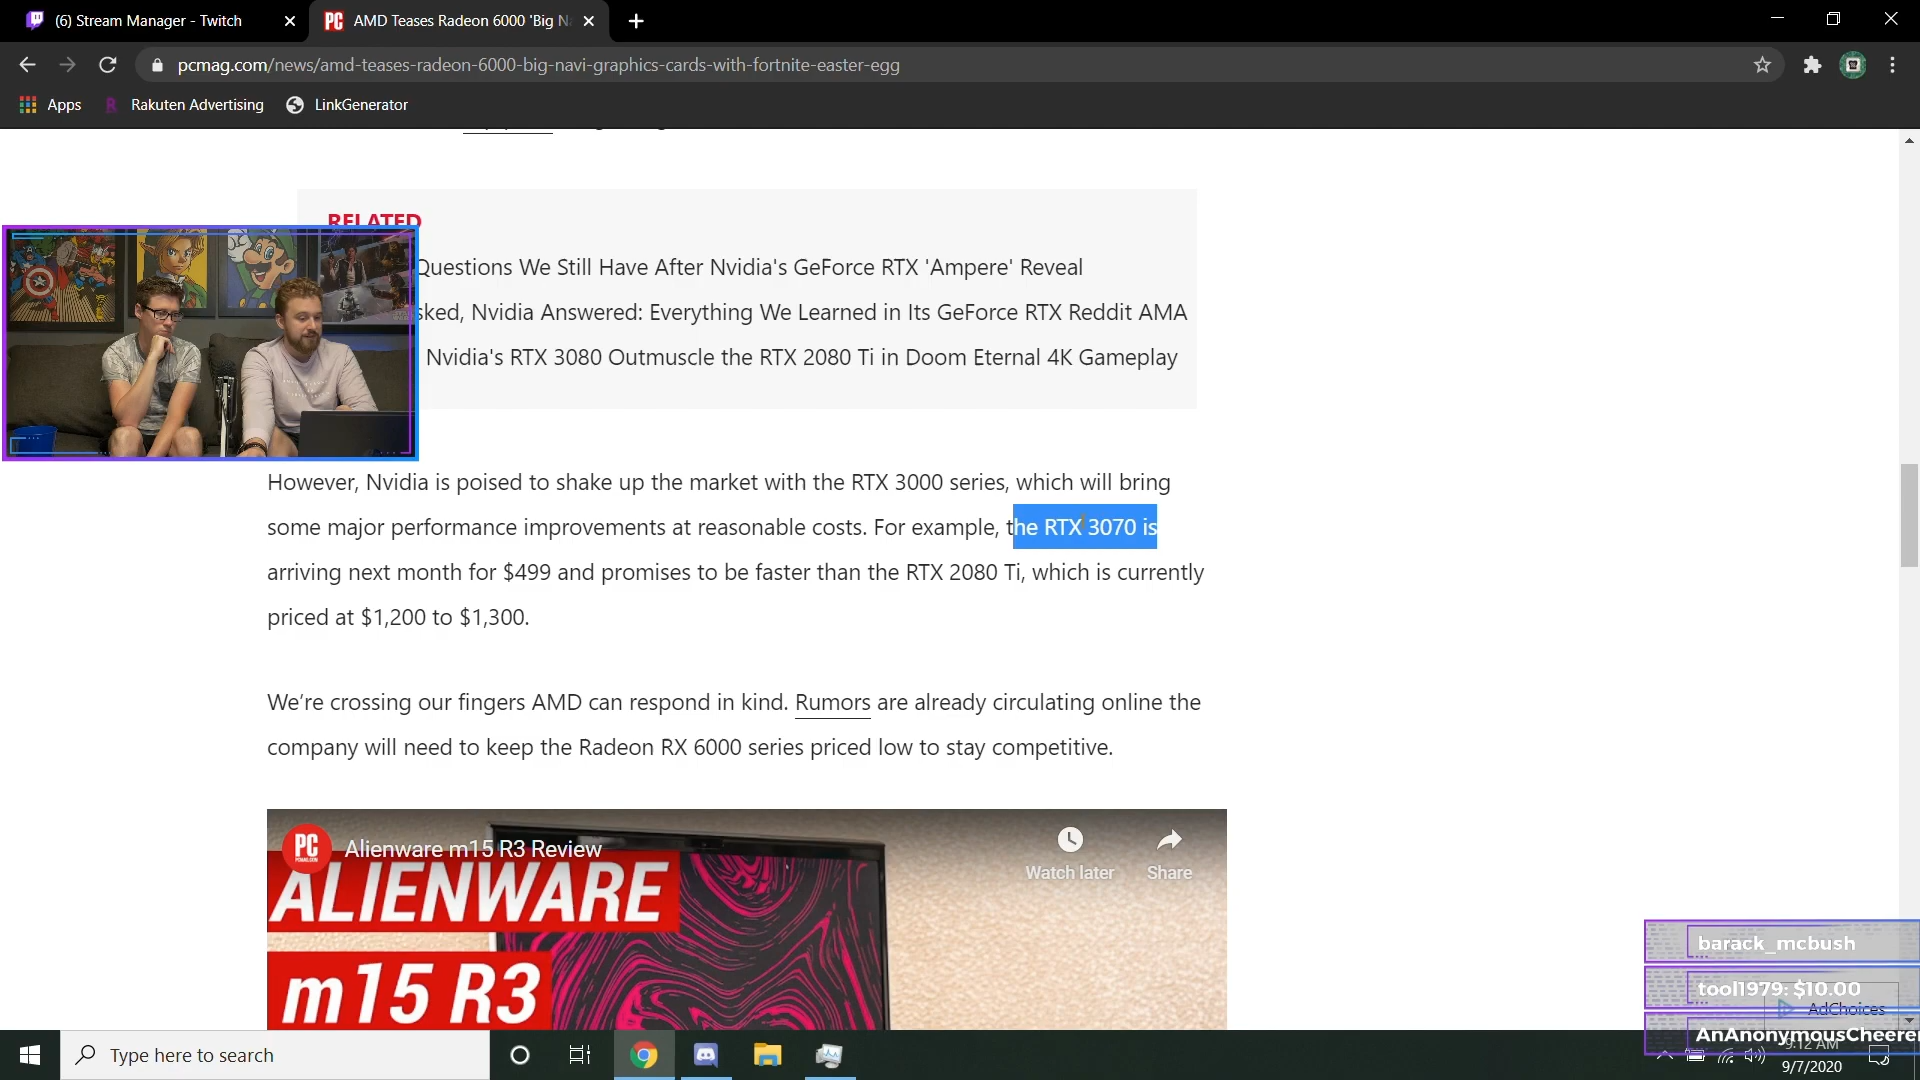 (6) Stream Manager - Twitch
PC
AMD Teases Radeon 6000 'Big N
pcmag.com/news/amd-teases-radeon-6000-big-navi-graphics-cards-with-fortnite-easter-egg
Apps
R
Rakuten Advertising
LinkGenerator
RELATED
Questions We Still Have After Nvidia's GeForce RTX 'Ampere' Reveal
sked, Nvidia Answered: Everything We Learned in Its GeForce RTX Reddit AMA
Nvidia's RTX 3080 Outmuscle the RTX 2080 Ti in Doom Eternal 4K Gameplay
However, Nvidia is poised to shake up the market with the RTX 3000 series, which will bring
some major performance improvements at reasonable costs. For example, the RTX 3070 is
arriving next month for $499 and promises to be faster than the RTX 2080 Ti, which is currently
priced at $1,200 to $1,300.
We're crossing our fingers AMD can respond in kind. Rumors are already circulating online the
company will need to keep the Radeon RX 6000 series priced low to stay competitive.
PC
Alienware m15 R3 Review
Watch later
Share
ALIENWARE
m15 R3
barack_mcbush
tool1979: $10.00
AdChoices
AnAnonymousCheerer
Type here to search
9:12 AM
9/7/2020